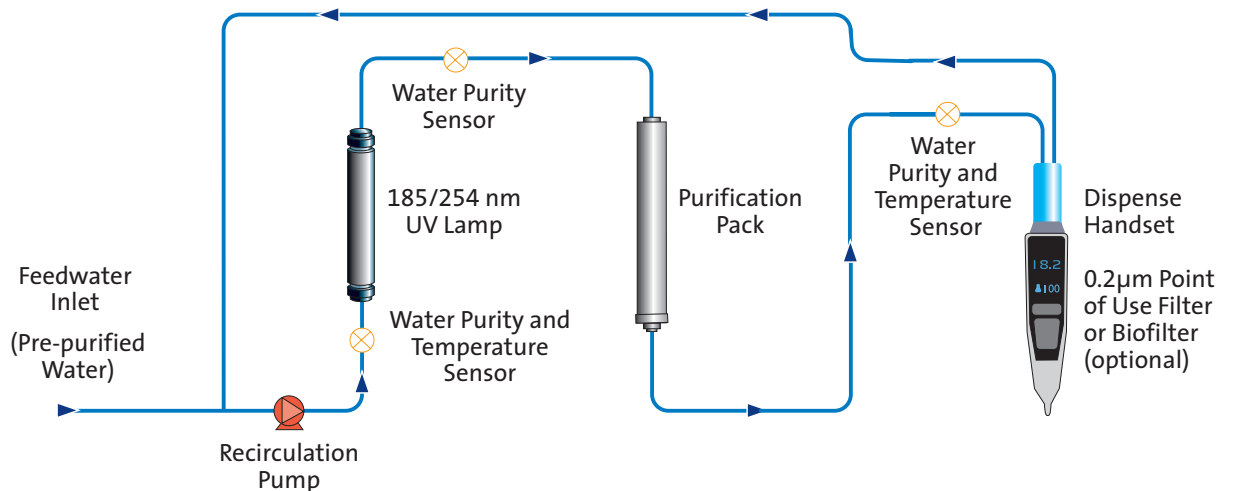 Water Purity
Sensor
185/254 nm
UV Lamp
Purification
Pack
Water
Purity and
Temperature
Sensor
Dispense
Handset
18.2
100
0.2µm Point
of Use Filter
or Biofilter
(optional)
Feedwater
Inlet
(Pre-purified
Water)
Water Purity and
Temperature
Sensor
Recirculation
Pump